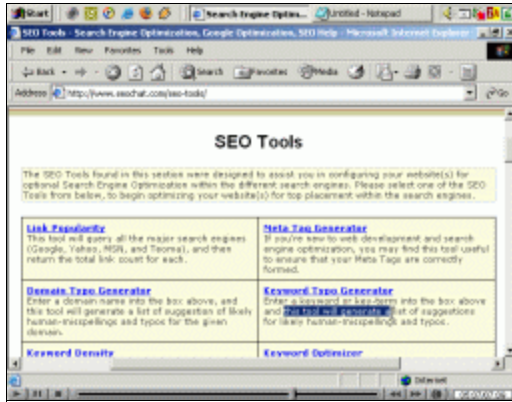 Start
Search Engine Optim...
Untitled - Notepad
SEO Tools - Search Engine Optimization, Google Optimization, SEO Help - Microsoft Internet Explorer
File Edit View Favorites Tools Help
Back Search Favorites Media
Address http://www.seochat.com/seo-tools/ Go
SEO Tools
The SEO Tools found in this section were designed to assist you in configuring your website(s) for
optional Search Engine Optimization within the different search engines. Please select one of the SEO
Tools from below, to begin optimizing your website(s) for top placement within the search engines.
Link Popularity
This tool will query all the major search engines
(Google, Yahoo, MSN, and Teoma), and then
return the total link count for each.
Meta Tag Generator
If you're new to web development and search
engine optimization, you may find this tool useful
to ensure that your Meta Tags are correctly
formed.
Domain Typo Generator
Enter a domain name into the box above, and
this tool will generate a list of suggestion of likely
human-misspellings and typos for the given
domain.
Keyword Typo Generator
Enter a keyword or key-term into the box above
and this tool will generate a list of suggestions
for likely human-misspellings and typos.
Keyword Density
Keyword Optimizer
Internet